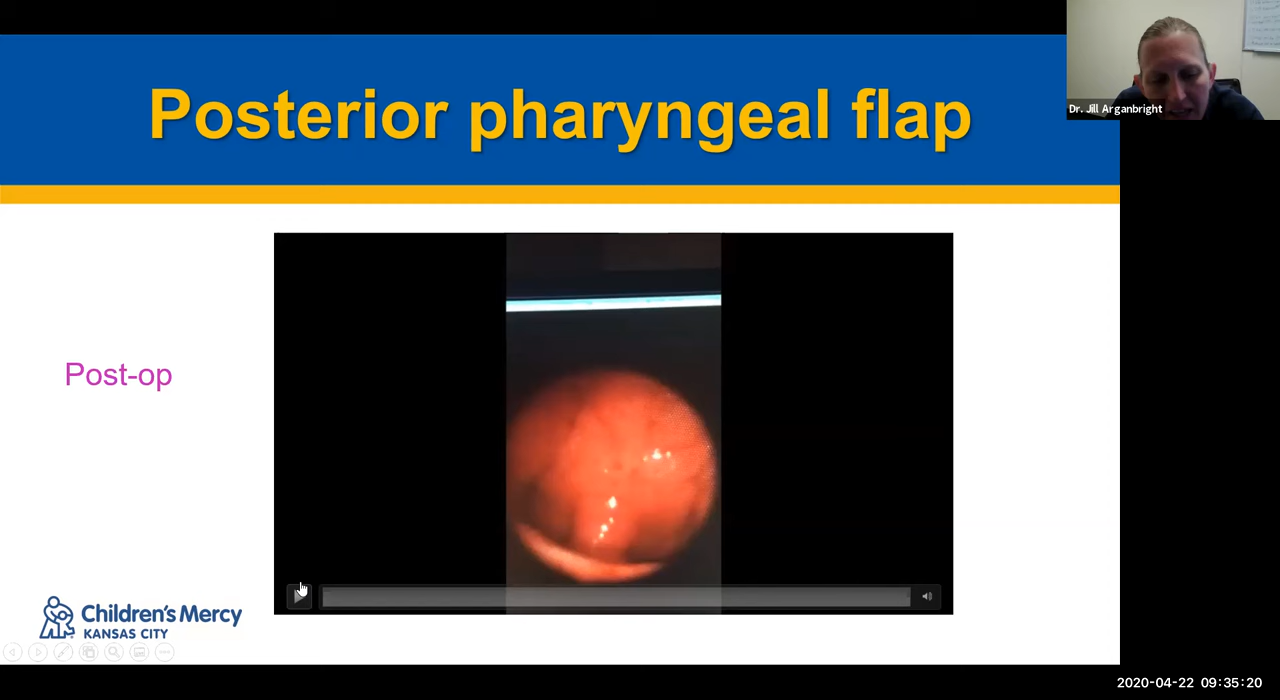 Posterior pharyngeal flap
Dr. Jill Arganbright
Post-op
Children's Mercy
KANSAS CITY
2020-04-22 09:35:20